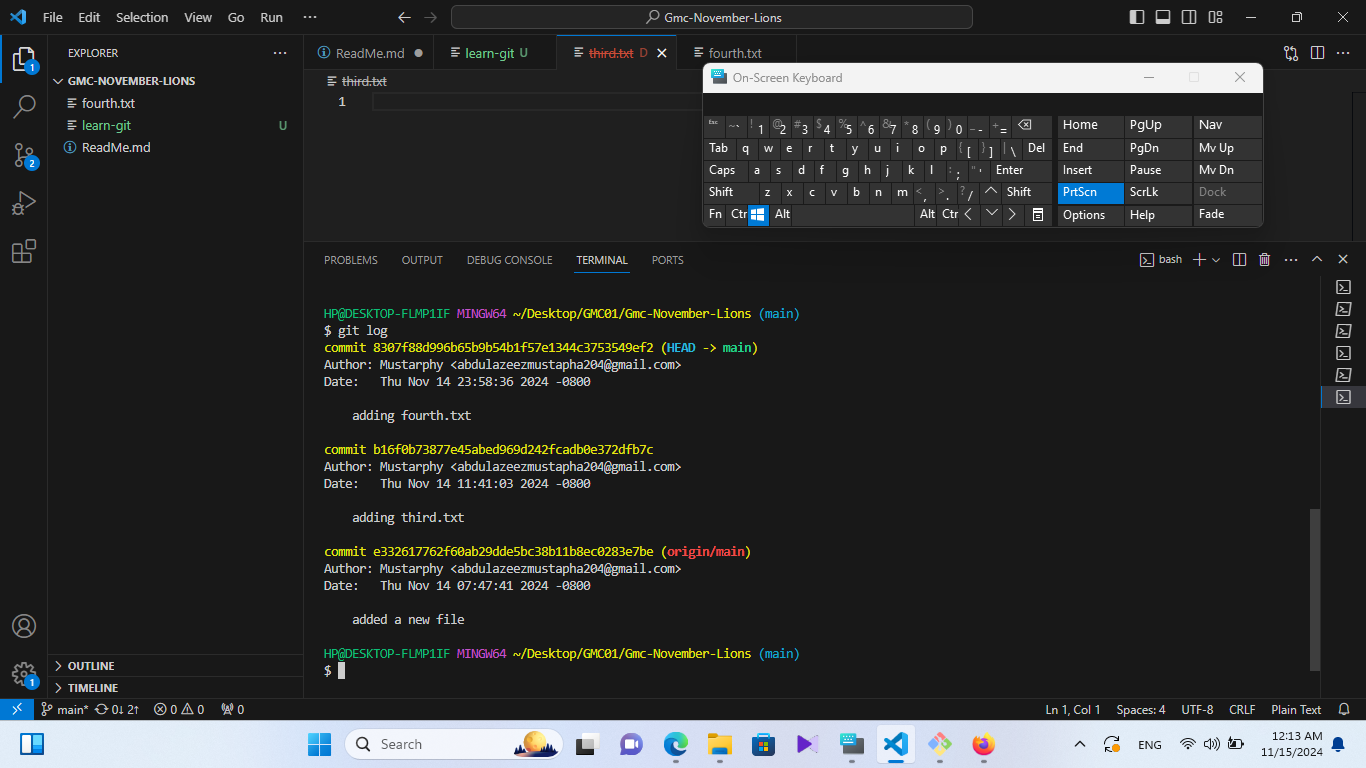 File Edit Selection View Go Run ··· Gmc-November-Lions
EXPLORER ···
GMC-NOVEMBER-LIONS
fourth.txt
learn-git U
ReadMe.md
OUTLINE
TIMELINE
ReadMe.md learn-git U third.txt D fourth.txt
third.txt
1
On-Screen Keyboard
Esc ~` ! 1 @ 2 # 3 $ 4 % 5 ^ 6 & 7 * 8 ( 9 ) 0 _ - + = Home PgUp Nav
Tab q w e r t y u i o p { [ } ] | \ Del End PgDn Mv Up
Caps a s d f g h j k l : ; " ' Enter Insert Pause Mv Dn
Shift z x c v b n m < , > . ? / Shift PrtScn ScrLk Dock
Fn Ctr Alt Alt Ctr Options Help Fade
PROBLEMS OUTPUT DEBUG CONSOLE TERMINAL PORTS bash
HP@DESKTOP-FLMP1IF MINGW64 ~/Desktop/GMC01/Gmc-November-Lions (main)
$ git log
commit 8307f88d996b65b9b54b1f57e1344c3753549ef2 (HEAD -> main)
Author: Mustarphy <abdulazeezmustapha204@gmail.com>
Date:   Thu Nov 14 23:58:36 2024 -0800
adding fourth.txt
commit b16f0b73877e45abed969d242fcadb0e372dfb7c
Author: Mustarphy <abdulazeezmustapha204@gmail.com>
Date:   Thu Nov 14 11:41:03 2024 -0800
adding third.txt
commit e332617762f60ab29dde5bc38b11b8ec0283e7be (origin/main)
Author: Mustarphy <abdulazeezmustapha204@gmail.com>
Date:   Thu Nov 14 07:47:41 2024 -0800
added a new file
HP@DESKTOP-FLMP1IF MINGW64 ~/Desktop/GMC01/Gmc-November-Lions (main)
$
1
2
1
main* 0↓ 2↑ 0 0 0 Ln 1, Col 1 Spaces: 4 UTF-8 CRLF Plain Text
Search ENG 12:13 AM
11/15/2024